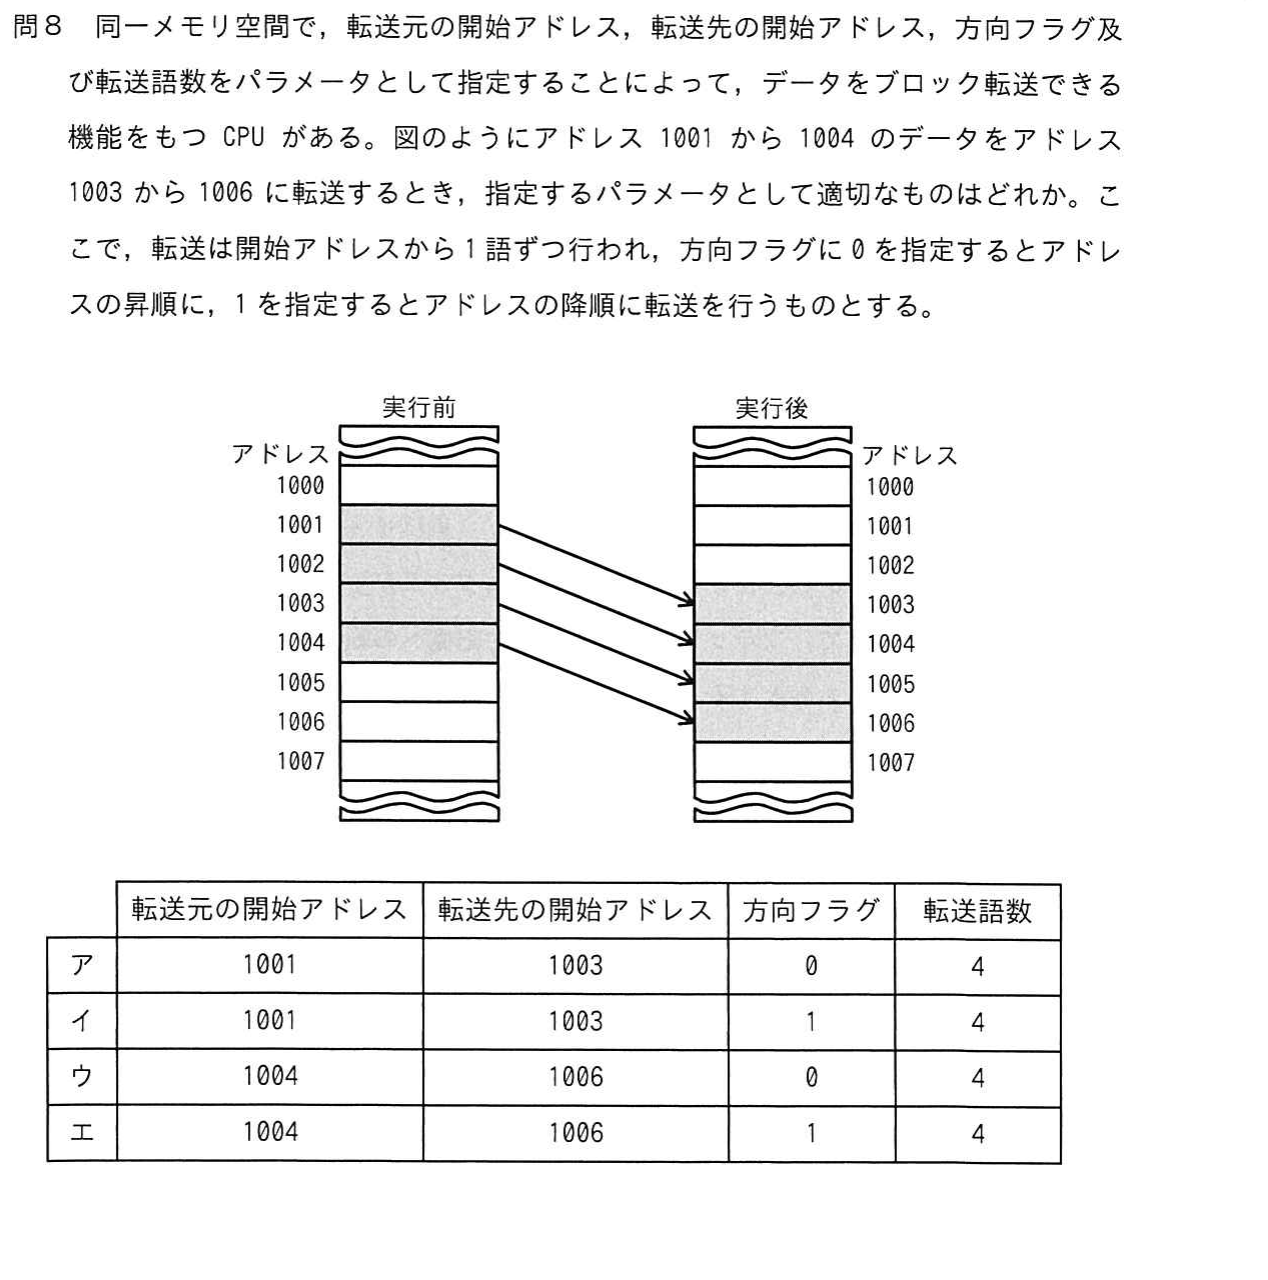 問8　同一メモリ空間で，転送元の開始アドレス，転送先の開始アドレス，方向フラグ及
び転送語数をパラメータとして指定することによって，データをブロック転送できる
機能をもつ CPU がある。図のようにアドレス 1001 から 1004 のデータをアドレス
1003 から 1006 に転送するとき，指定するパラメータとして適切なものはどれか。こ
こで，転送は開始アドレスから1語ずつ行われ，方向フラグに 0 を指定するとアドレ
スの昇順に，1 を指定するとアドレスの降順に転送を行うものとする。
実行前　実行後
アドレス　アドレス
1000　1000
1001　1001
1002　1002
1003　1003
1004　1004
1005　1005
1006　1006
1007　1007
転送元の開始アドレス　転送先の開始アドレス　方向フラグ　転送語数
ア　1001　1003　0　4
イ　1001　1003　1　4
ウ　1004　1006　0　4
エ　1004　1006　1　4